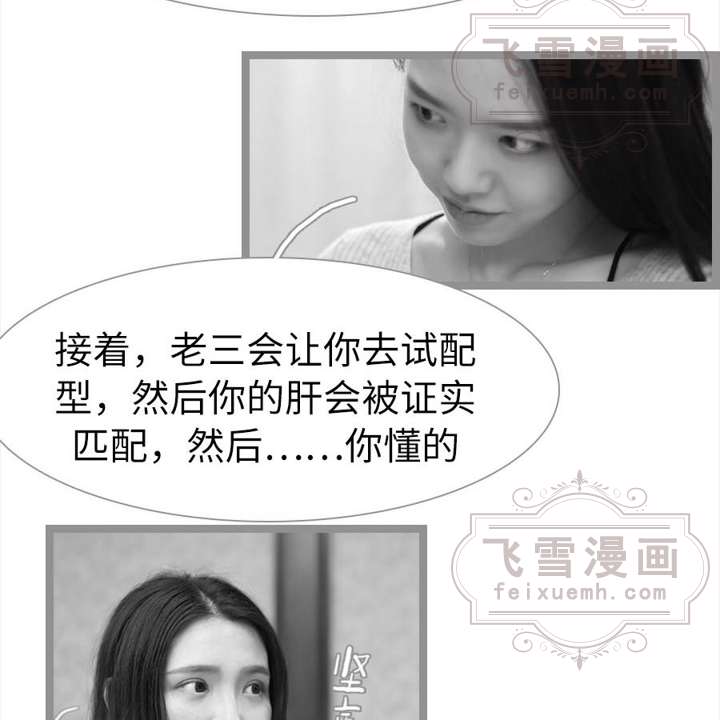 飞雪漫画
feixuemh.com
接着，老三会让你去试配
型，然后你的肝会被证实
匹配，然后……你懂的
飞雪漫画
feixuemh.com
坚